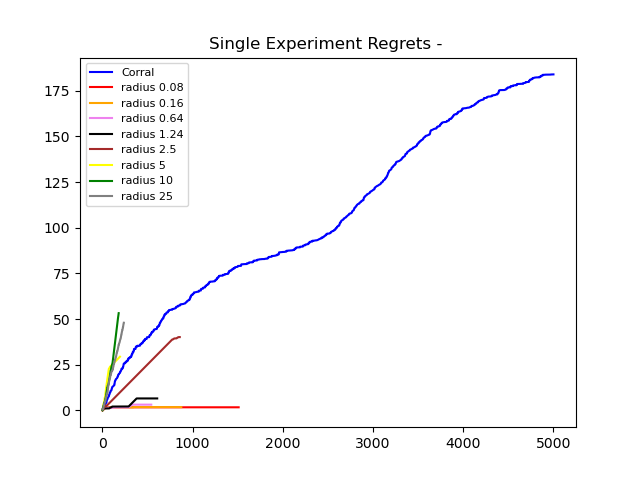 Single Experiment Regrets -
Corral
radius 0.08
radius 0.16
radius 0.64
radius 1.24
radius 2.5
radius 5
radius 10
radius 25
175
150
125
100
75
50
25
0
0 1000 2000 3000 4000 5000